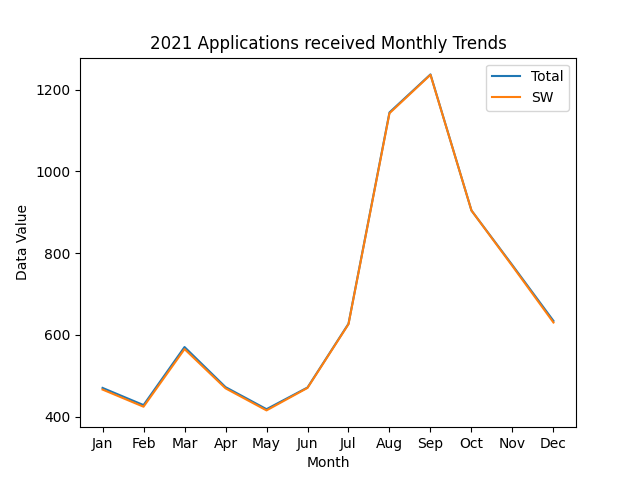 2021 Applications received Monthly Trends
Total
SW
1200
1000
800
600
400
Data Value
Jan Feb Mar Apr May Jun Jul Aug Sep Oct Nov Dec
Month